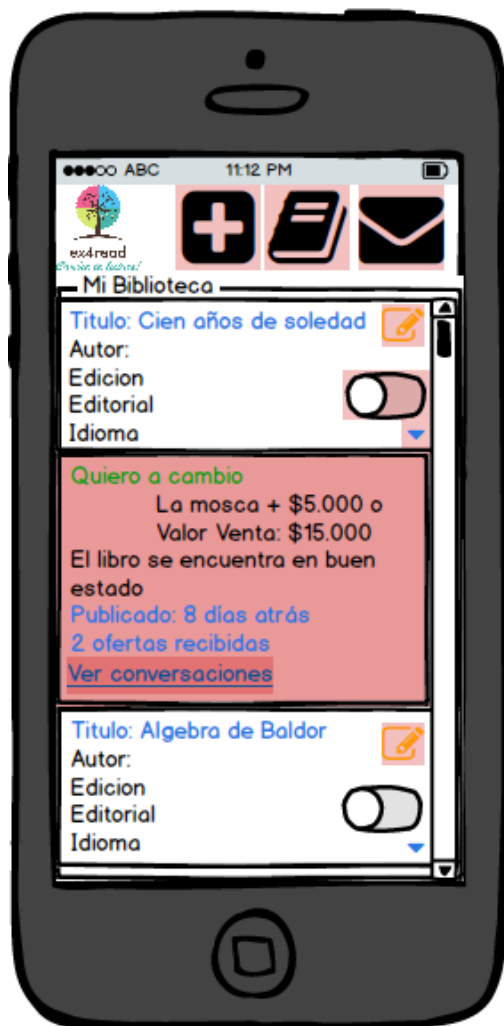 ABC 11:12 PM
ex4read
Mi Biblioteca
Titulo: Cien años de soledad
Autor:
Edicion
Editorial
Idioma
Quiero a cambio
La mosca + $5.000 o
Valor Venta: $15.000
El libro se encuentra en buen
estado
Publicado: 8 días atrás
2 ofertas recibidas
Ver conversaciones
Titulo: Algebra de Baldor
Autor:
Edicion
Editorial
Idioma